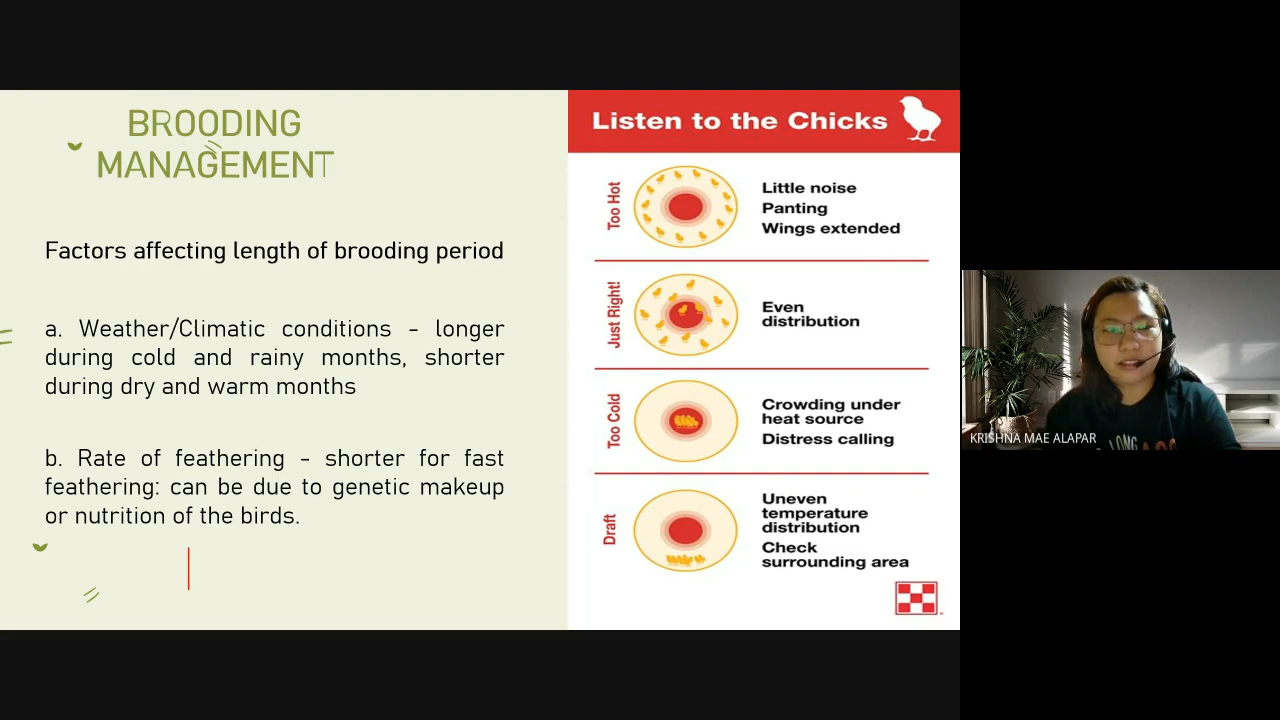 BROODING
MANAGEMENT
Factors affecting length of brooding period
a. Weather/Climatic conditions - longer
during cold and rainy months, shorter
during dry and warm months
b. Rate of feathering - shorter for fast
feathering: can be due to genetic makeup
or nutrition of the birds.
Listen to the Chicks
Too Hot
Little noise
Panting
Wings extended
Just Right!
Even
distribution
Too Cold
Crowding under
heat source
Distress calling
Draft
Uneven
temperature
distribution
Check
surrounding area
KRISHNA MAE ALAPAR
LONG